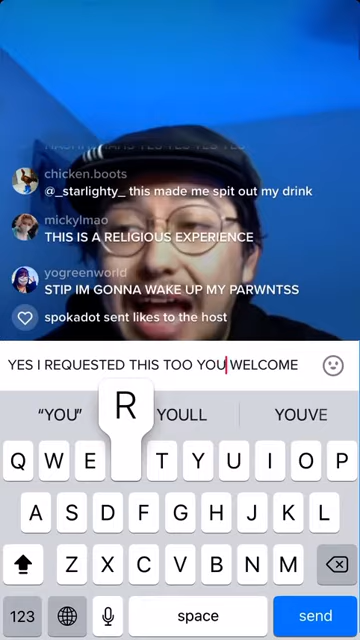 chicken.boots
@_starlighty_ this made me spit out my drink
mickylmao
THIS IS A RELIGIOUS EXPERIENCE
yogreenworld
STIP IM GONNA WAKE UP MY PARWNTSS
spokadot sent likes to the host
YES I REQUESTED THIS TOO YOU WELCOME
“YOU” YOULL YOUVE
R
Q W E T Y U I O P
A S D F G H J K L
Z X C V B N M
123 space send